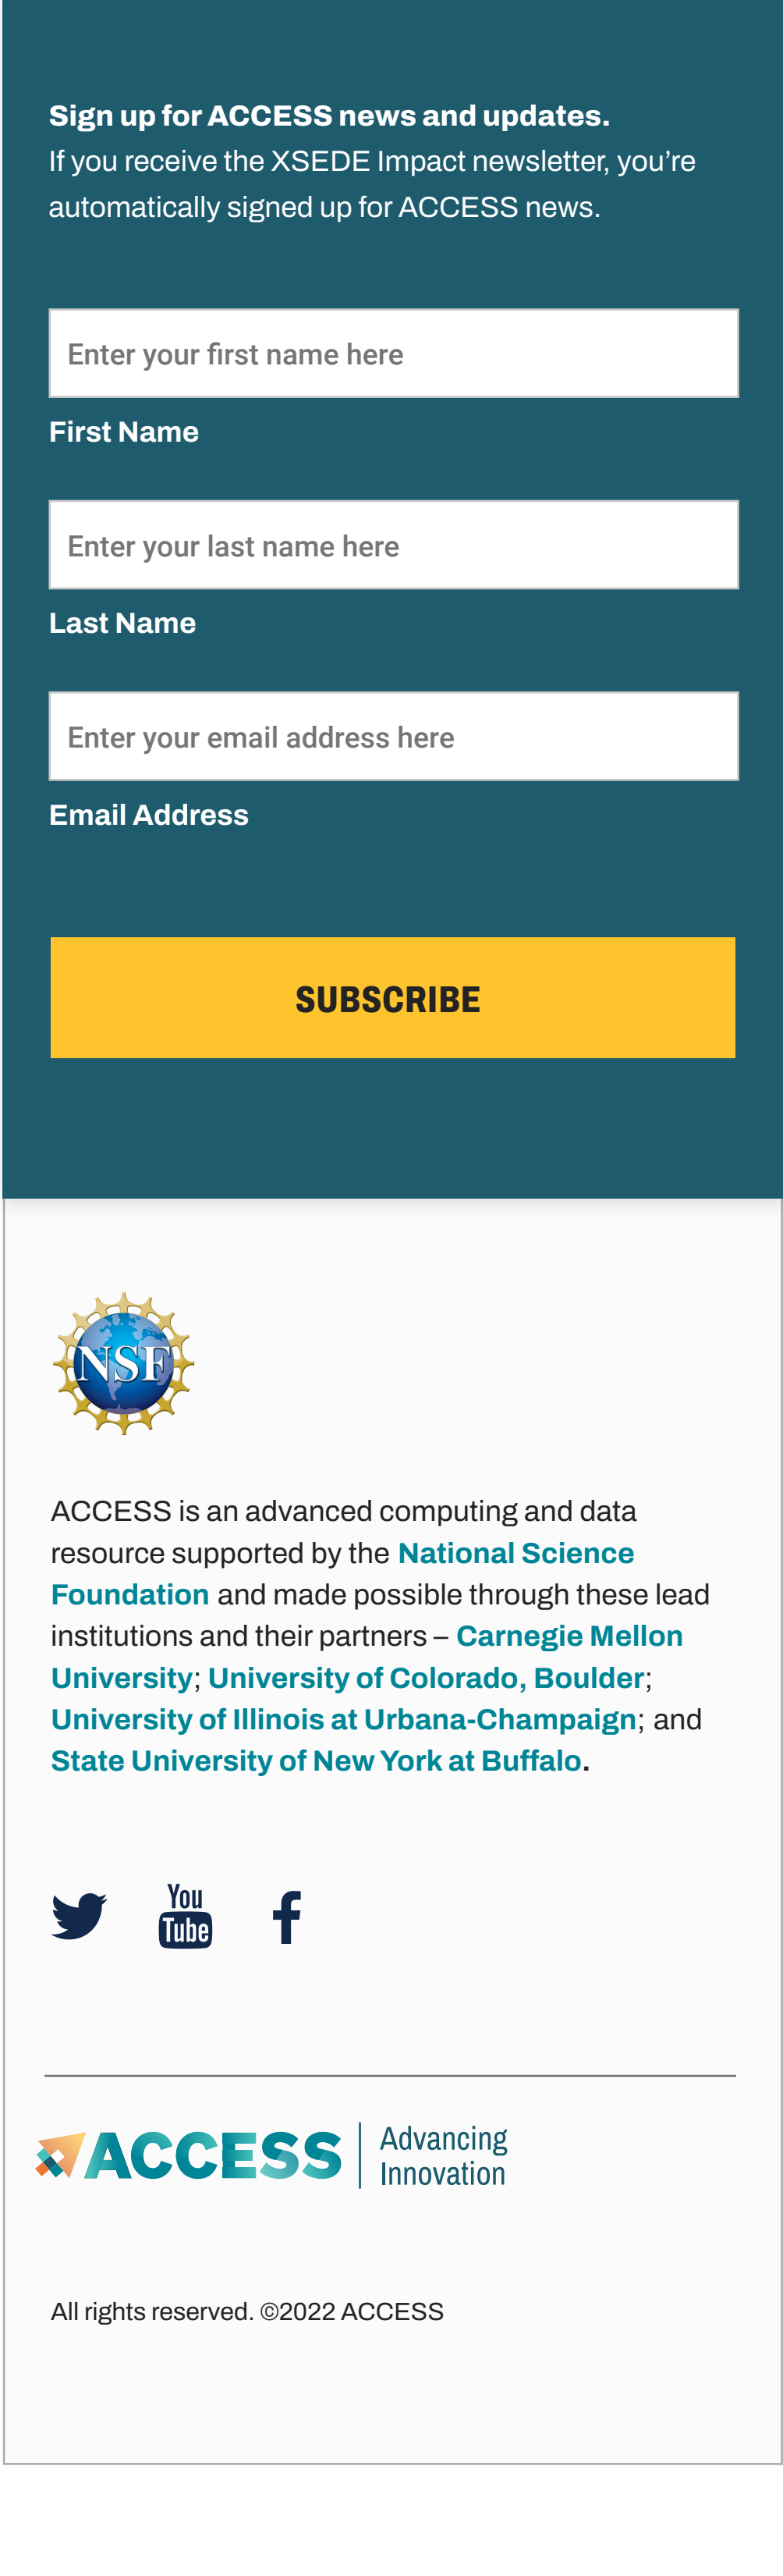 Sign up for ACCESS news and updates.
If you receive the XSEDE Impact newsletter, you’re
automatically signed up for ACCESS news.
Enter your first name here
First Name
Enter your last name here
Last Name
Enter your email address here
Email Address
SUBSCRIBE
NSF
ACCESS is an advanced computing and data
resource supported by the National Science
Foundation and made possible through these lead
institutions and their partners – Carnegie Mellon
University; University of Colorado, Boulder;
University of Illinois at Urbana-Champaign; and
State University of New York at Buffalo.
You
Tube
ACCESS
Advancing
Innovation
All rights reserved. ©2022 ACCESS